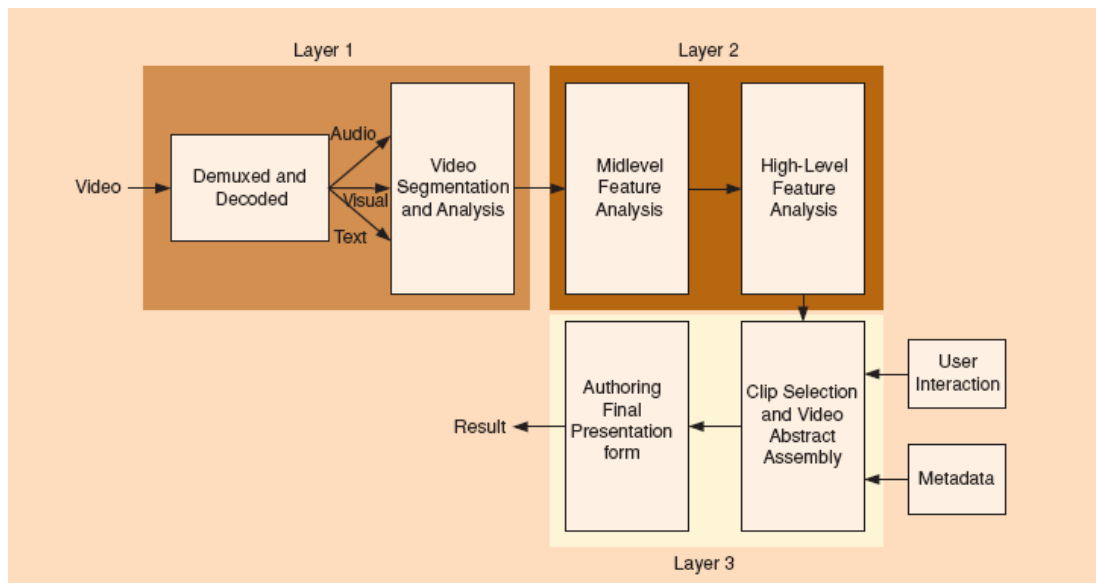 Layer 1
Layer 2
Video
Demuxed and
Decoded
Audio
Visual
Text
Video
Segmentation
and Analysis
Midlevel
Feature
Analysis
High-Level
Feature
Analysis
User
Interaction
Metadata
Clip Selection
and Video
Abstract
Assembly
Authoring
Final
Presentation
form
Result
Layer 3